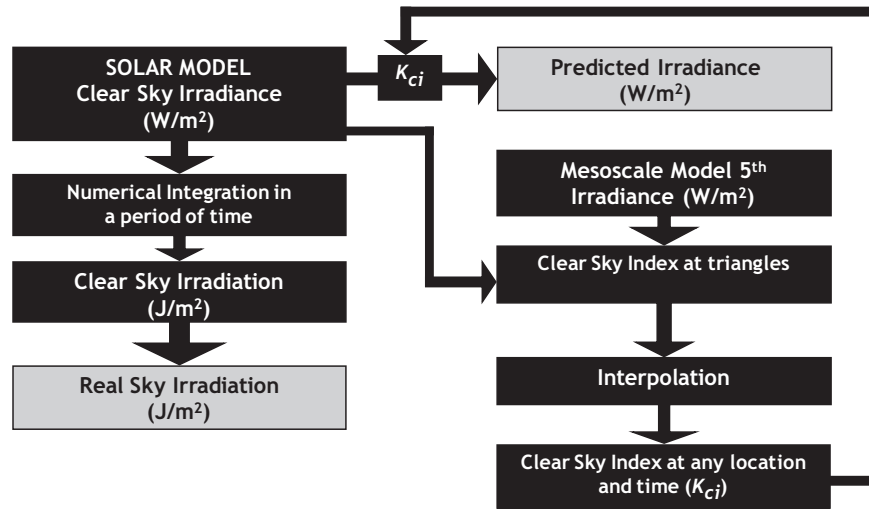 SOLAR MODEL
Clear Sky Irradiance
(W/m²)
K_ci
Predicted Irradiance
(W/m²)
Numerical Integration in
a period of time
Clear Sky Irradiation
(J/m²)
Real Sky Irradiation
(J/m²)
Mesoscale Model 5th
Irradiance (W/m²)
Clear Sky Index at triangles
Interpolation
Clear Sky Index at any location
and time (K_ci)